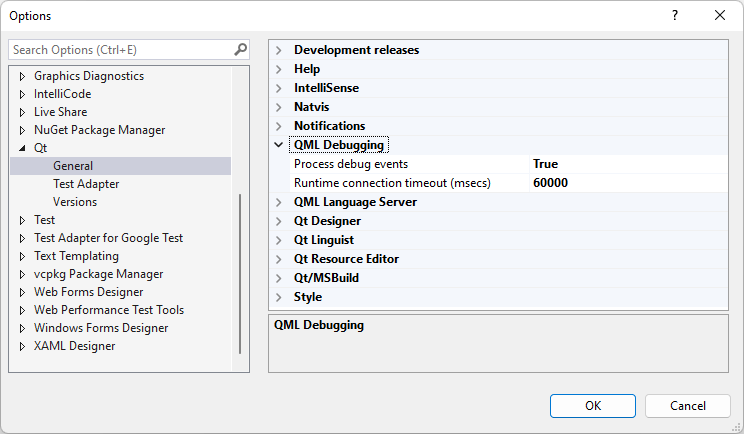 Options
?
Search Options (Ctrl+E)
Graphics Diagnostics
IntelliCode
Live Share
NuGet Package Manager
Qt
General
Test Adapter
Versions
Test
Test Adapter for Google Test
Text Templating
vcpkg Package Manager
Web Forms Designer
Web Performance Test Tools
Windows Forms Designer
XAML Designer
Development releases
Help
IntelliSense
Natvis
Notifications
QML Debugging
Process debug events True
Runtime connection timeout (msecs) 60000
QML Language Server
Qt Designer
Qt Linguist
Qt Resource Editor
Qt/MSBuild
Style
QML Debugging
OK Cancel